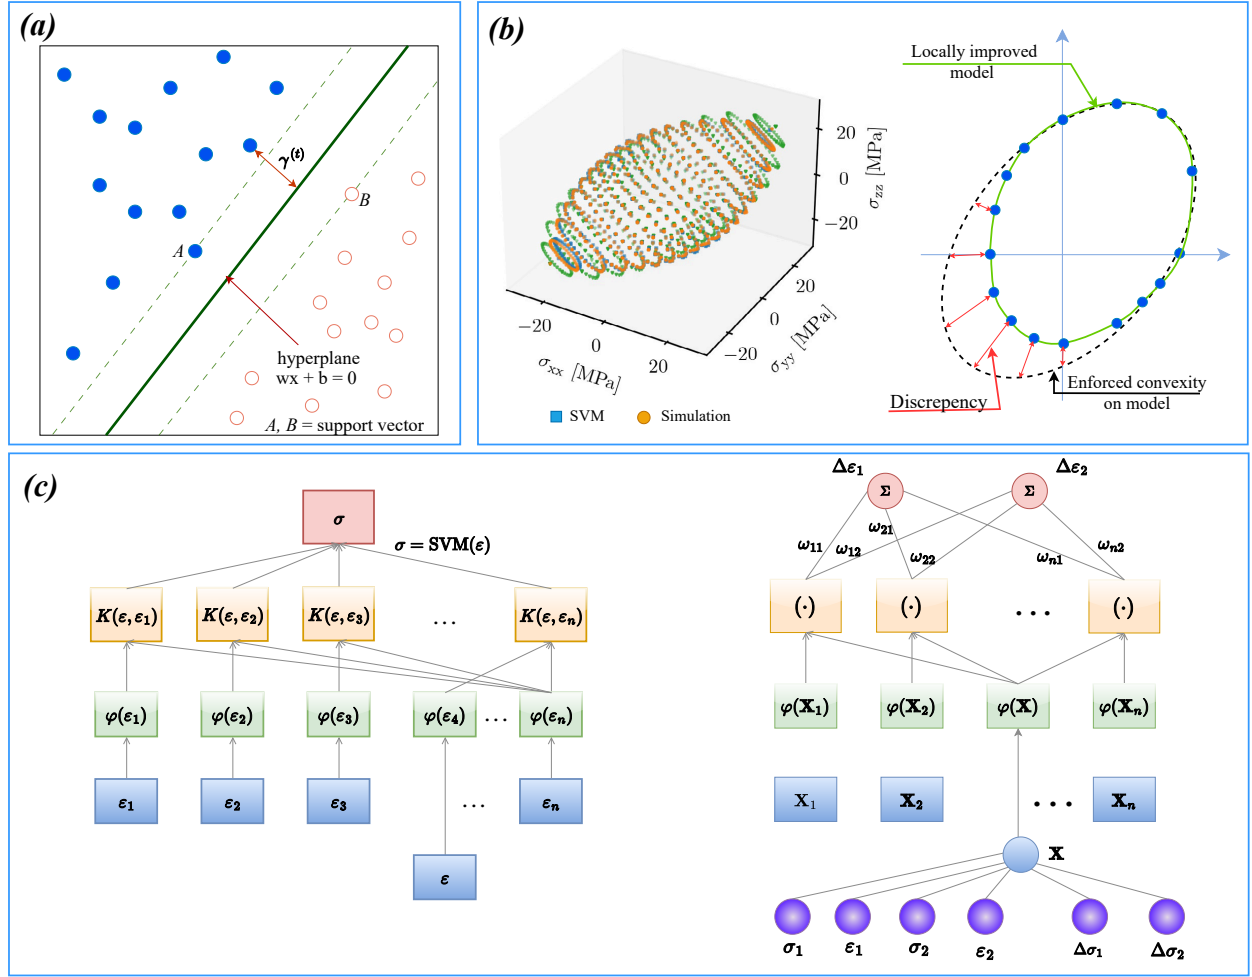 (a)
γ(t)
B
A
hyperplane
wx + b = 0
A, B = support vector
(b)
20
0
−20
σzz [MPa]
20
0
−20
σyy [MPa]
−20
0
20
σxx [MPa]
SVM
Simulation
Locally improved
model
Enforced convexity
on model
Discrepency
(c)
σ
σ = SVM(ε)
K(ε, ε1) K(ε, ε2) K(ε, ε3) ... K(ε, εn)
φ(ε1) φ(ε2) φ(ε3) φ(ε4) ... φ(εn)
ε1 ε2 ε3 ... εn
ε
Δε1 Δε2
Σ Σ
ω11 ω12 ω21 ω22 ωn1 ωn2
(·) (·) ... (·)
φ(X1) φ(X2) φ(X) φ(Xn)
X1 X2 ... Xn
X
σ1 ε1 σ2 ε2 Δσ1 Δσ2